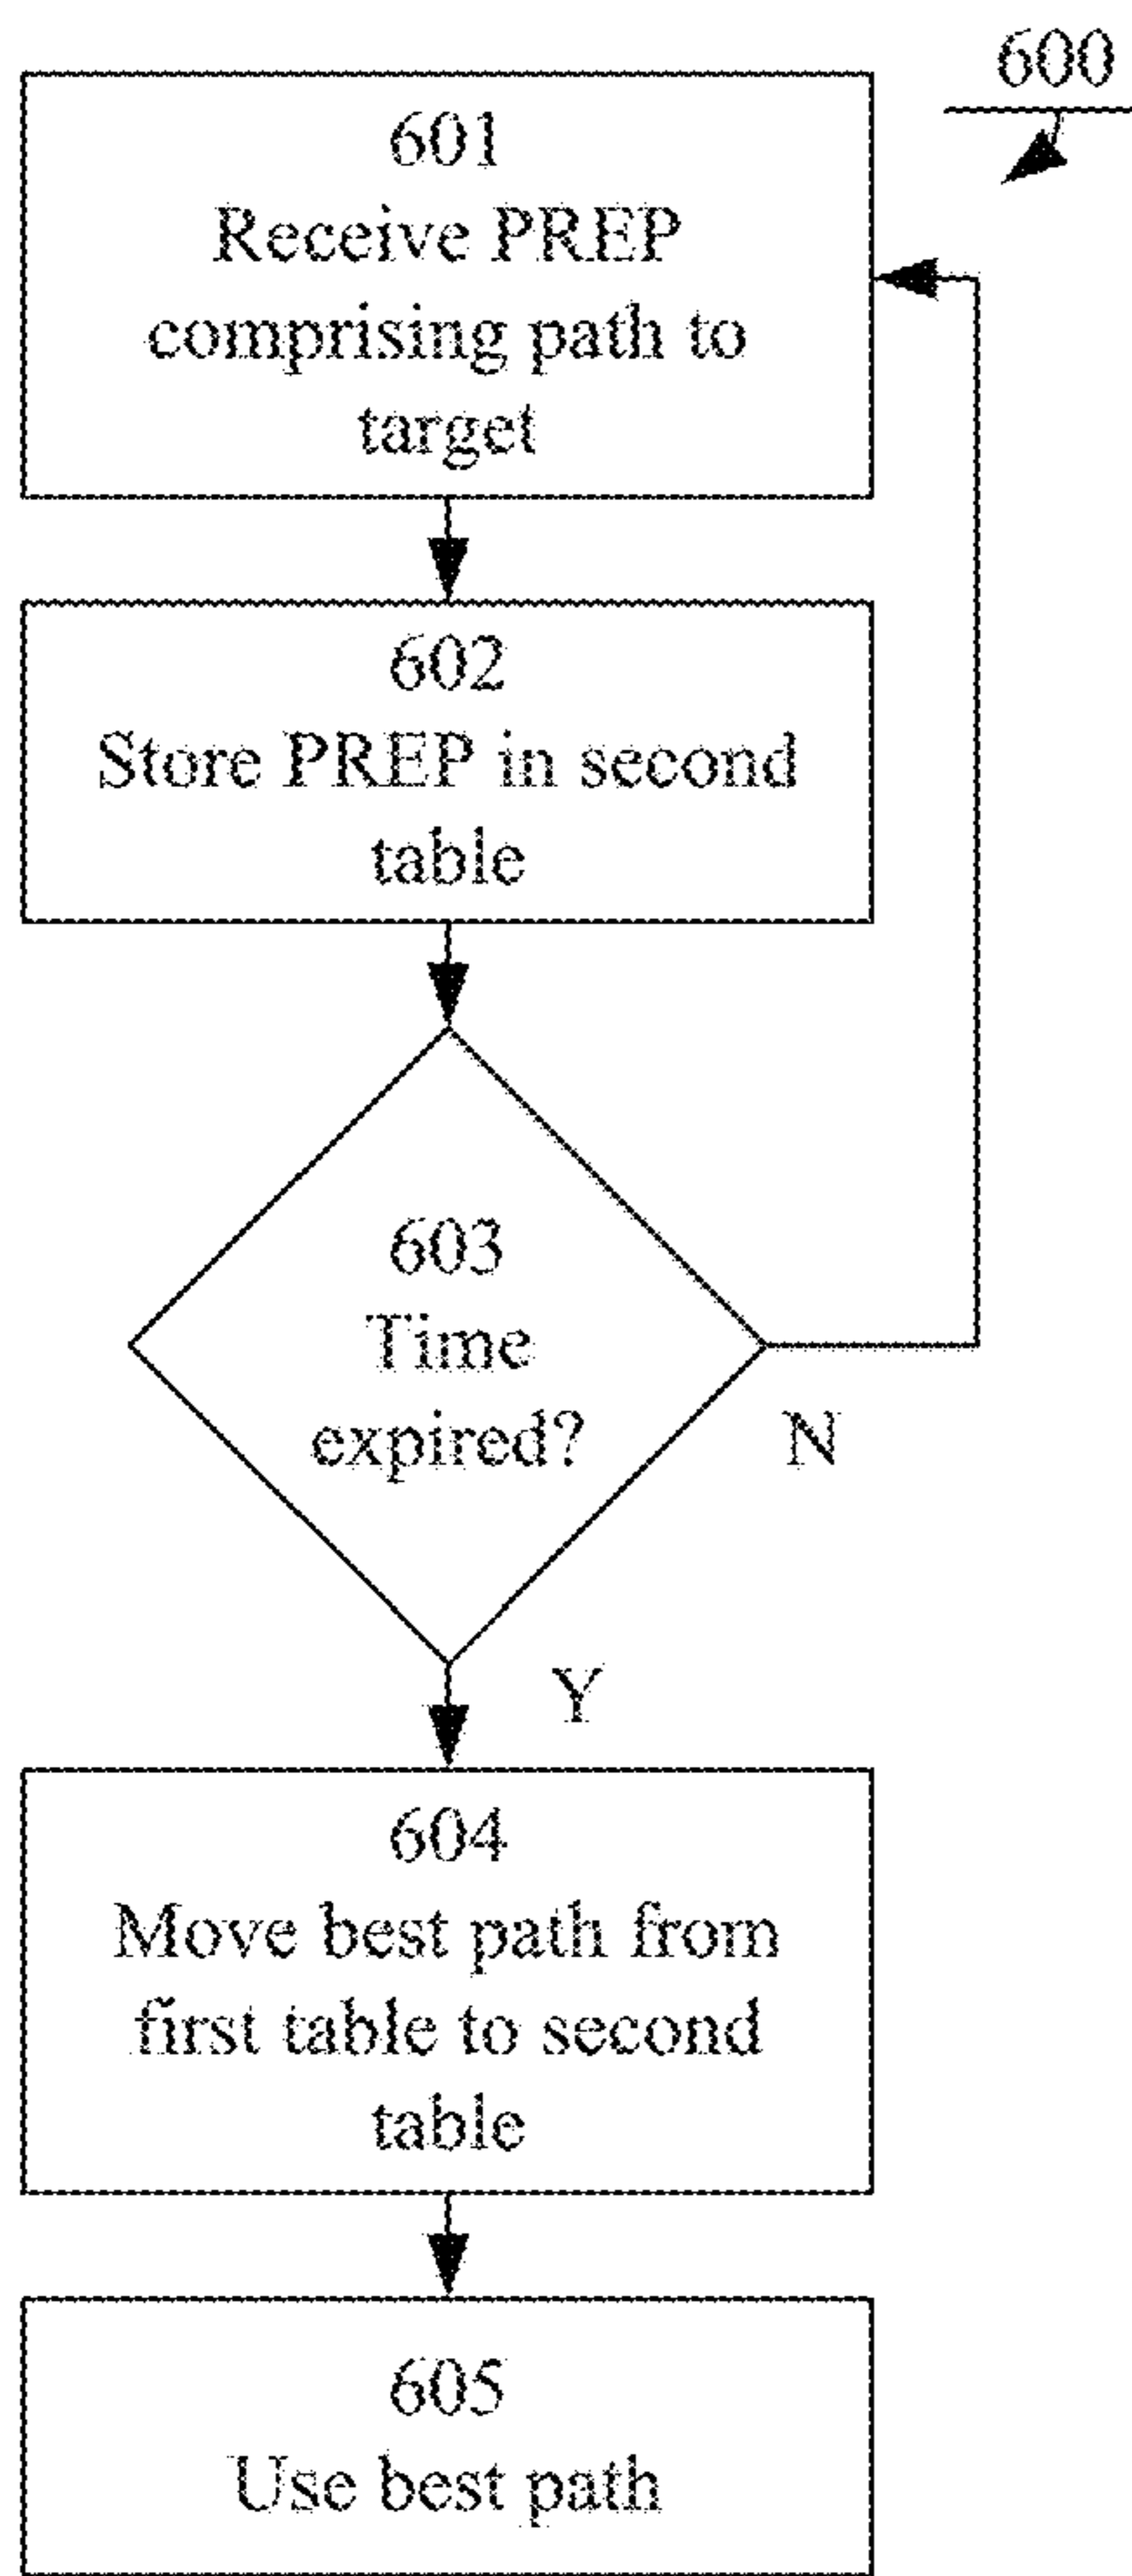 600
601
Receive PREP
comprising path to
target
602
Store PREP in second
table
603
Time
expired?
N
Y
604
Move best path from
first table to second
table
605
Use best path